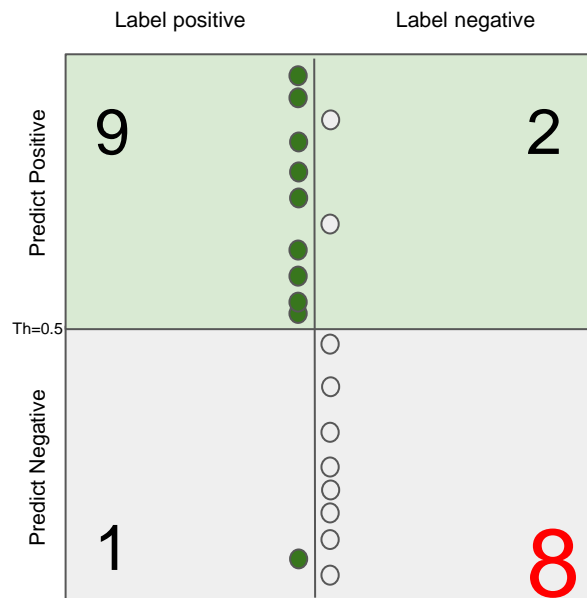 Label positive
Label negative
Predict Positive
9
2
Th=0.5
Predict Negative
1
8